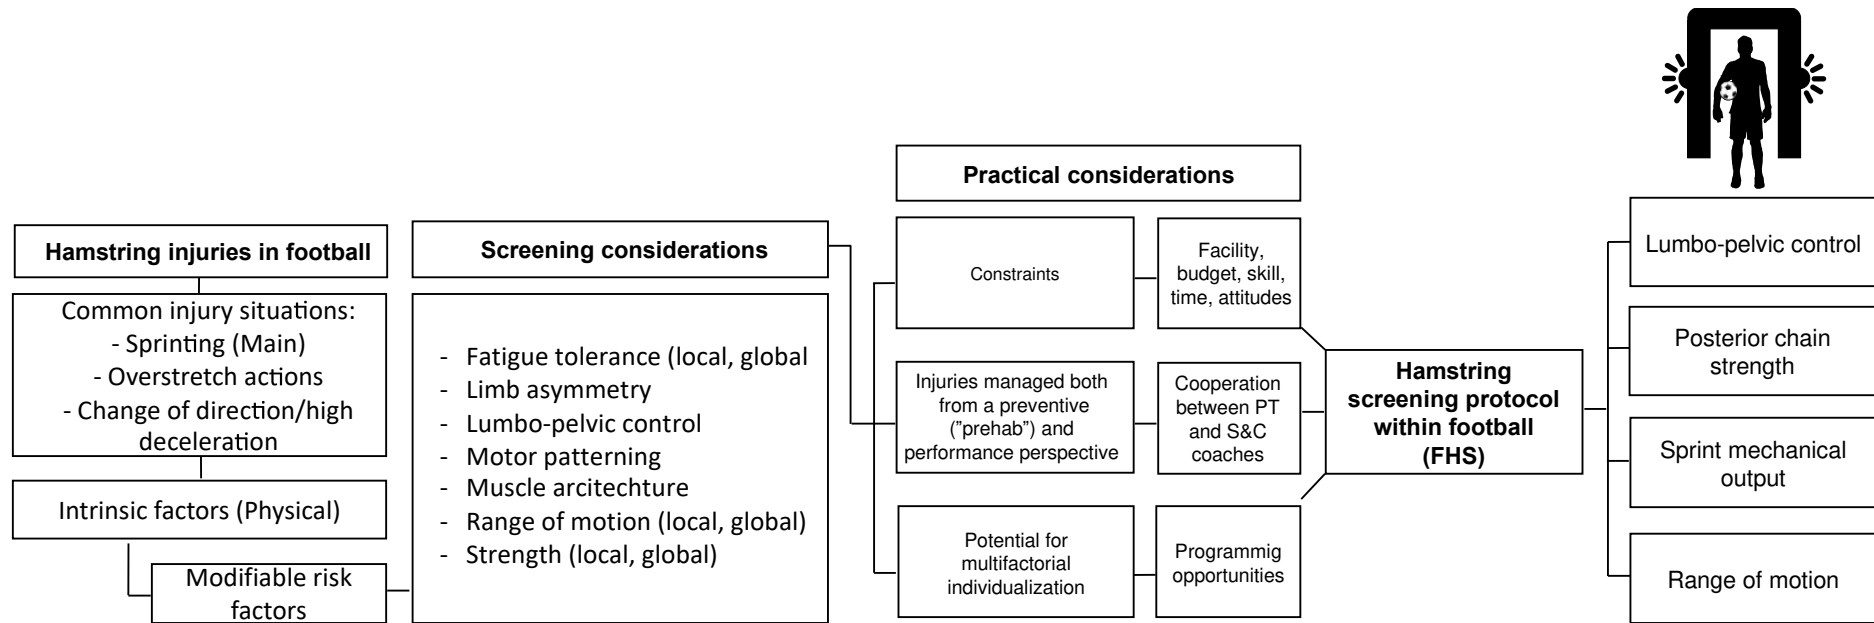 Hamstring injuries in football
Common injury situations:
- Sprinting (Main)
- Overstretch actions
- Change of direction/high
deceleration
Intrinsic factors (Physical)
Modifiable risk
factors
Screening considerations
- Fatigue tolerance (local, global
- Limb asymmetry
- Lumbo-pelvic control
- Motor patterning
- Muscle arcitechture
- Range of motion (local, global)
- Strength (local, global)
Practical considerations
Constraints
Facility,
budget, skill,
time, attitudes
Injuries managed both
from a preventive
("prehab") and
performance perspective
Cooperation
between PT
and S&C
coaches
Potential for
multifactorial
individualization
Programmig
opportunities
Hamstring
screening protocol
within football
(FHS)
Lumbo-pelvic control
Posterior chain
strength
Sprint mechanical
output
Range of motion